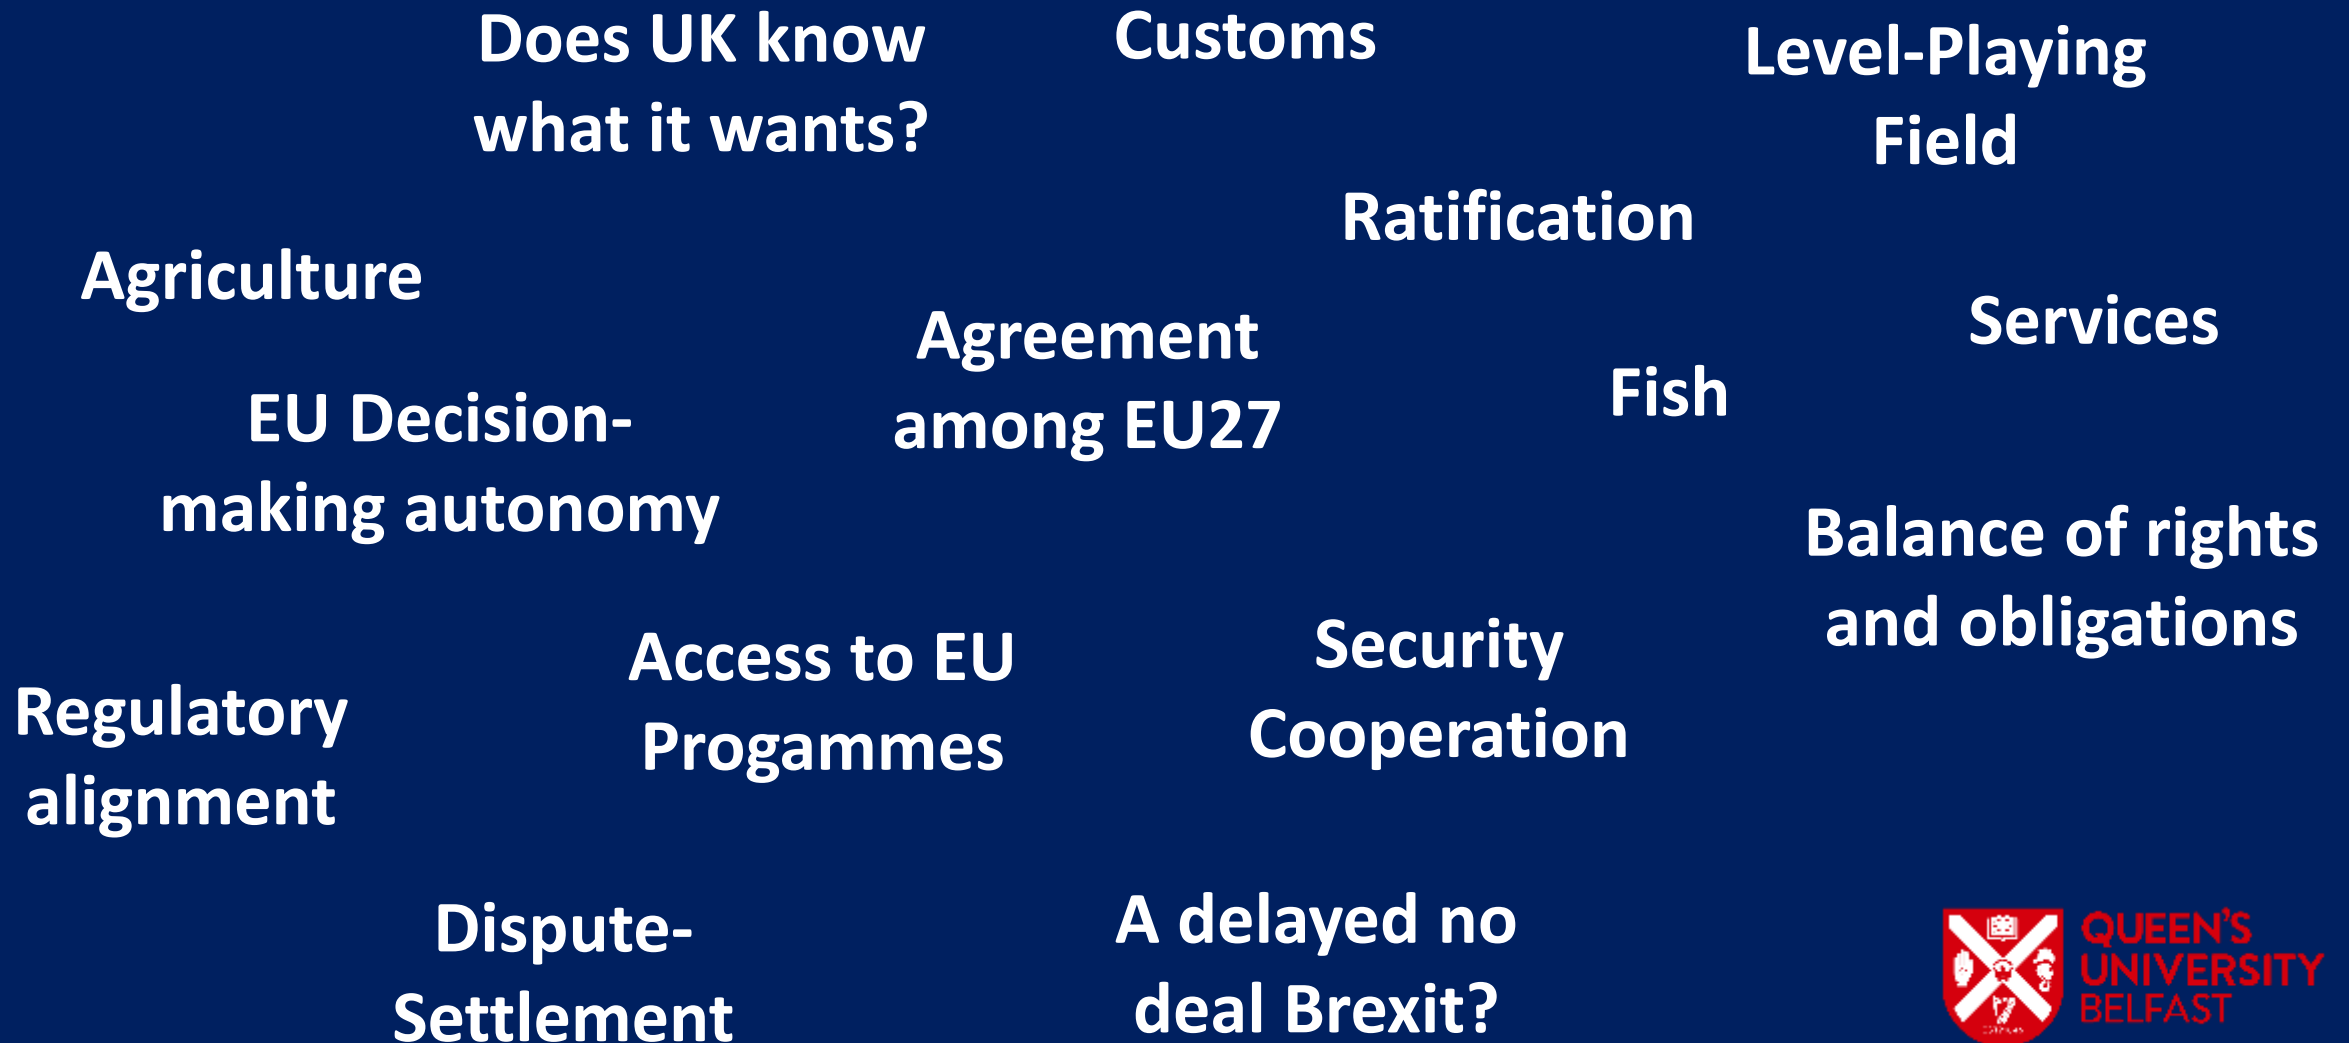 Does UK know
what it wants?
Customs
Level-Playing
Field
Ratification
Agriculture
Agreement
among EU27
Services
Fish
EU Decision-
making autonomy
Balance of rights
and obligations
Access to EU
Progammes
Security
Cooperation
Regulatory
alignment
Dispute-
Settlement
A delayed no
deal Brexit?
QUEEN'S
UNIVERSITY
BELFAST